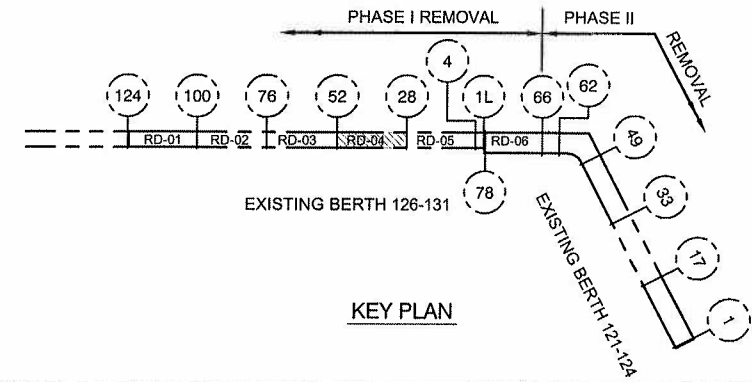 PHASE I REMOVAL
PHASE II
REMOVAL
4
124
100
76
52
28
1L
66
62
RD-01
RD-02
RD-03
RD-04
RD-05
RD-06
49
78
33
17
1
EXISTING BERTH 126-131
EXISTING BERTH 121-124
KEY PLAN